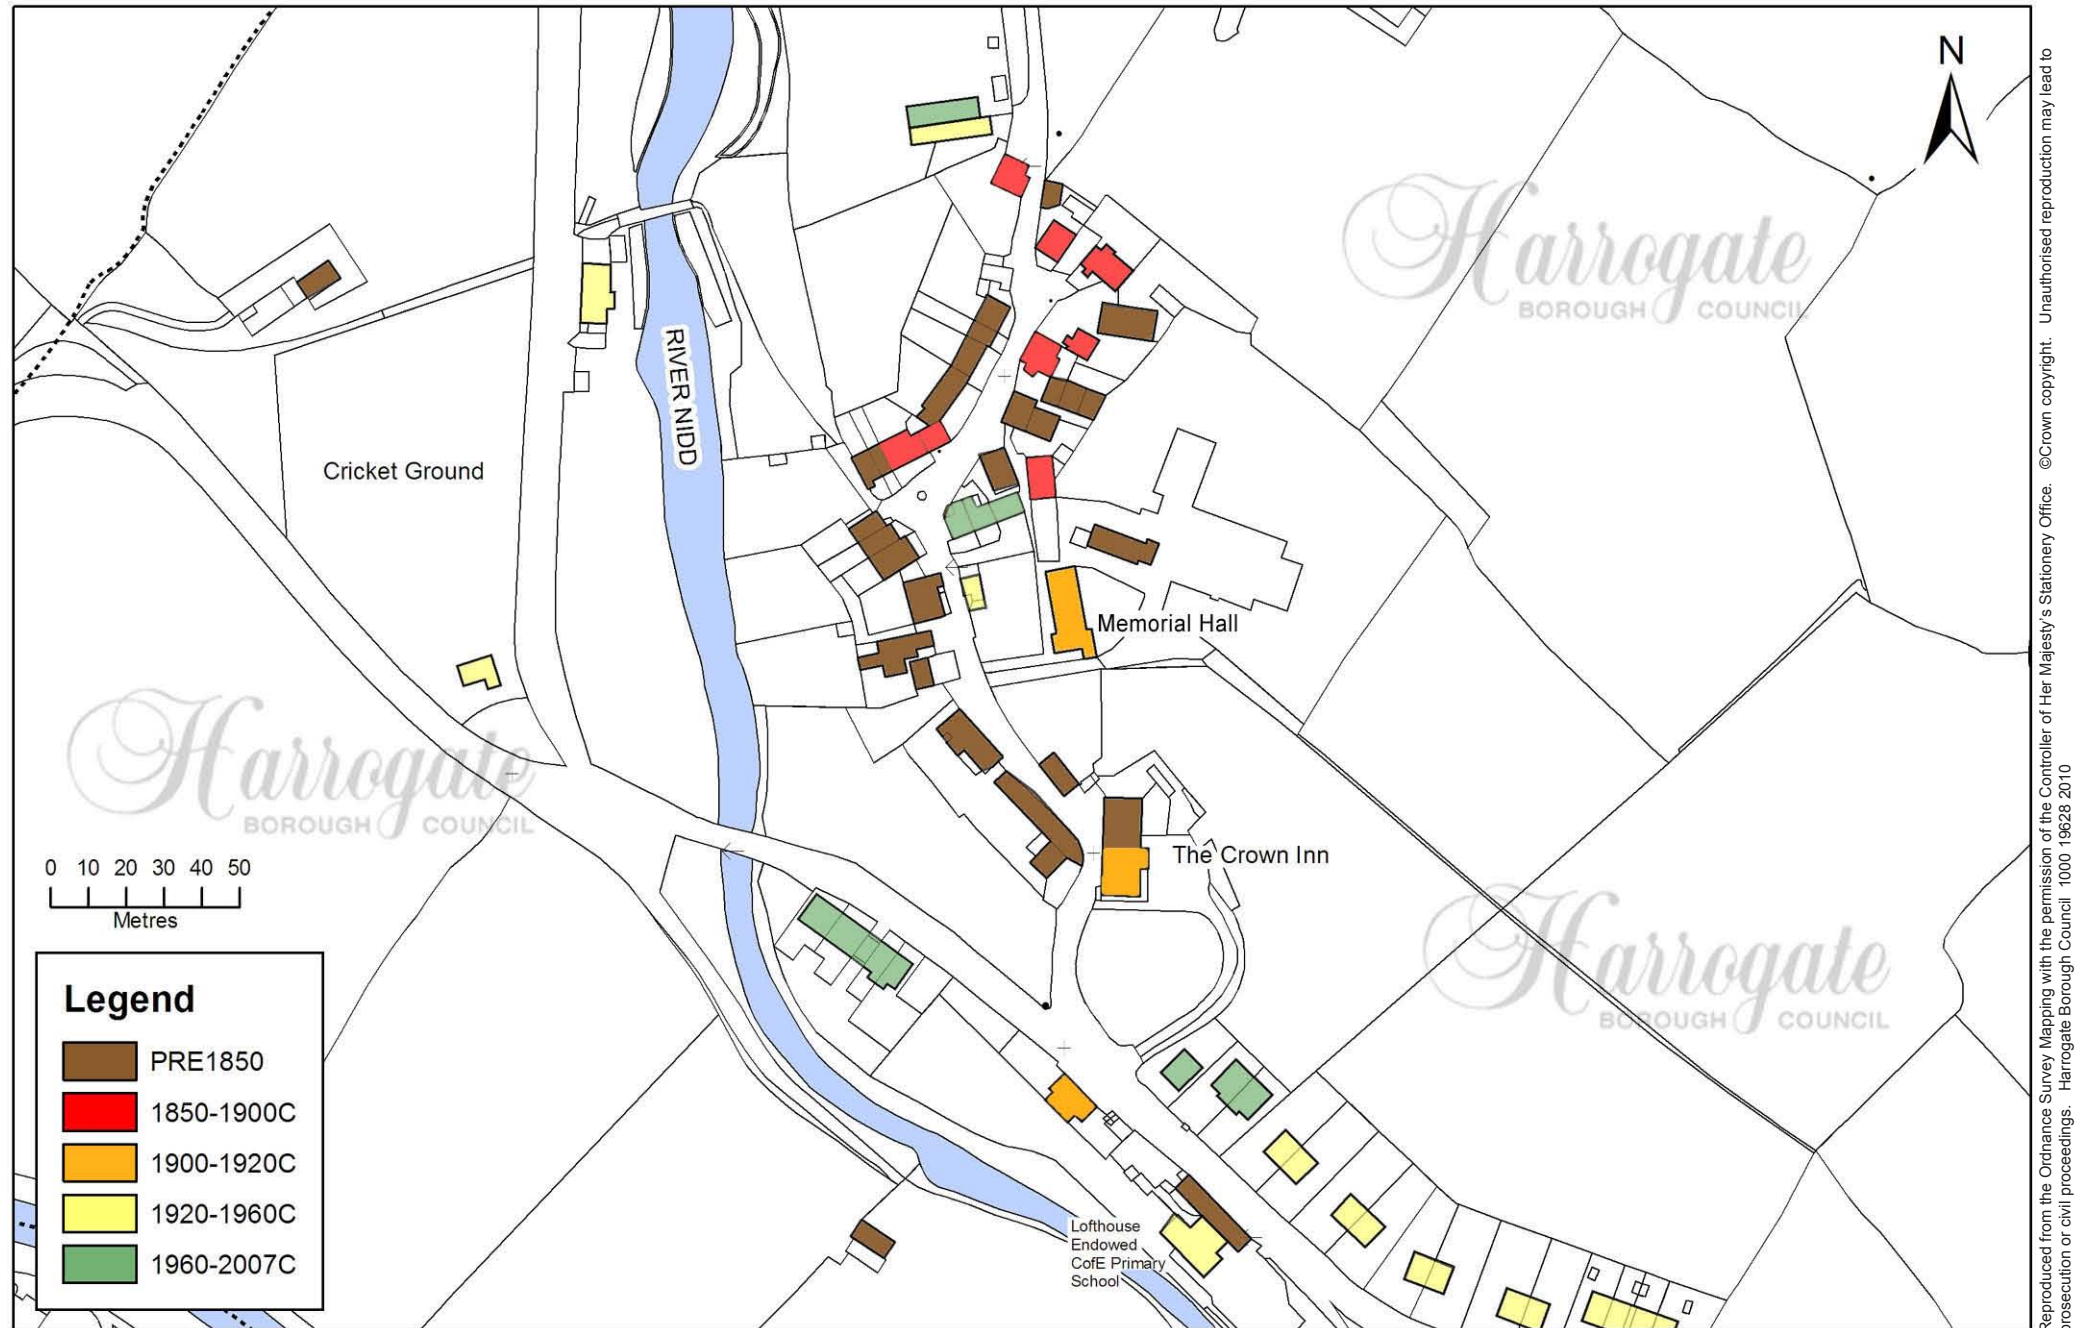 N
Harrogate
BOROUGH COUNCIL
RIVER NIDD
Cricket Ground
Memorial Hall
Harrogate
BOROUGH COUNCIL
The Crown Inn
0 10 20 30 40 50
Metres
Harrogate
BOROUGH COUNCIL
Legend
PRE1850
1850-1900C
1900-1920C
1920-1960C
1960-2007C
Lofthouse
Endowed
CofE Primary
School
Reproduced from the Ordnance Survey Mapping with the permission of the Controller of Her Majesty's Stationery Office. ©Crown copyright. Unauthorised reproduction may lead to
prosecution or civil proceedings. Harrogate Borough Council 1000 19628 2010